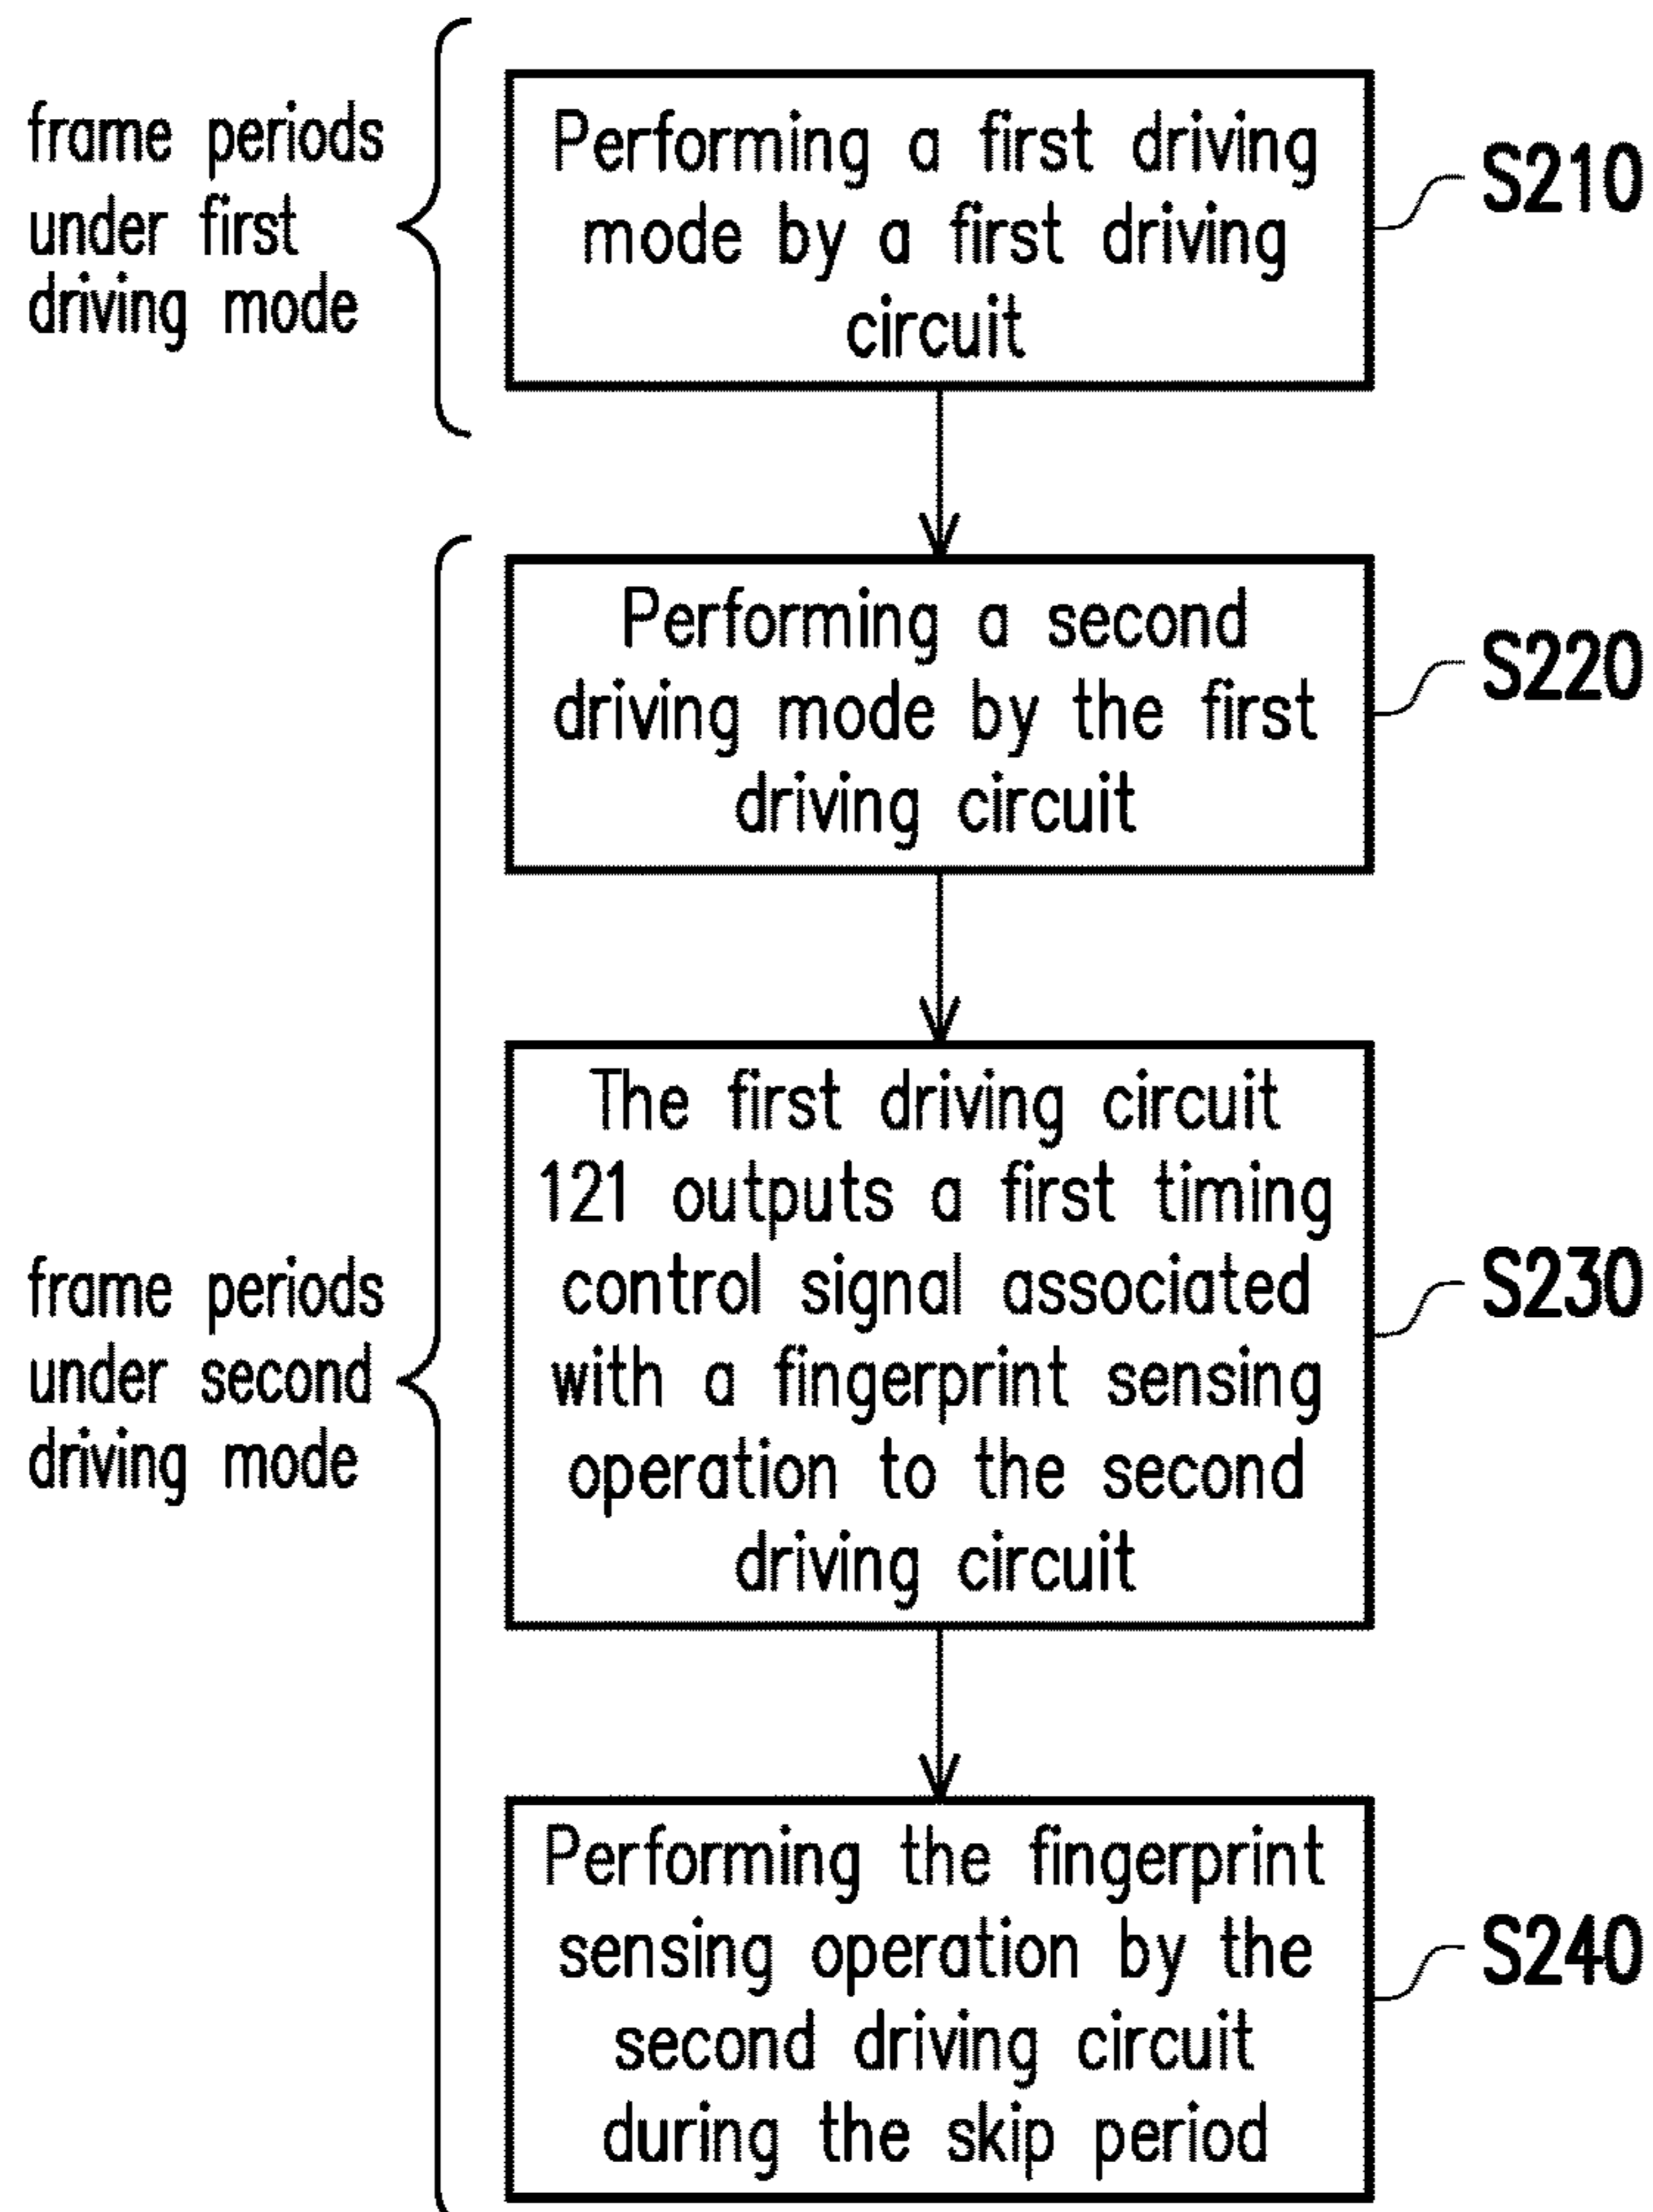 frame periods
under first
driving mode
Performing a first driving
mode by a first driving
circuit
S210
Performing a second
driving mode by the first
driving circuit
S220
frame periods
under second
driving mode
The first driving circuit
121 outputs a first timing
control signal associated
with a fingerprint sensing
operation to the second
driving circuit
S230
Performing the fingerprint
sensing operation by the
second driving circuit
during the skip period
S240